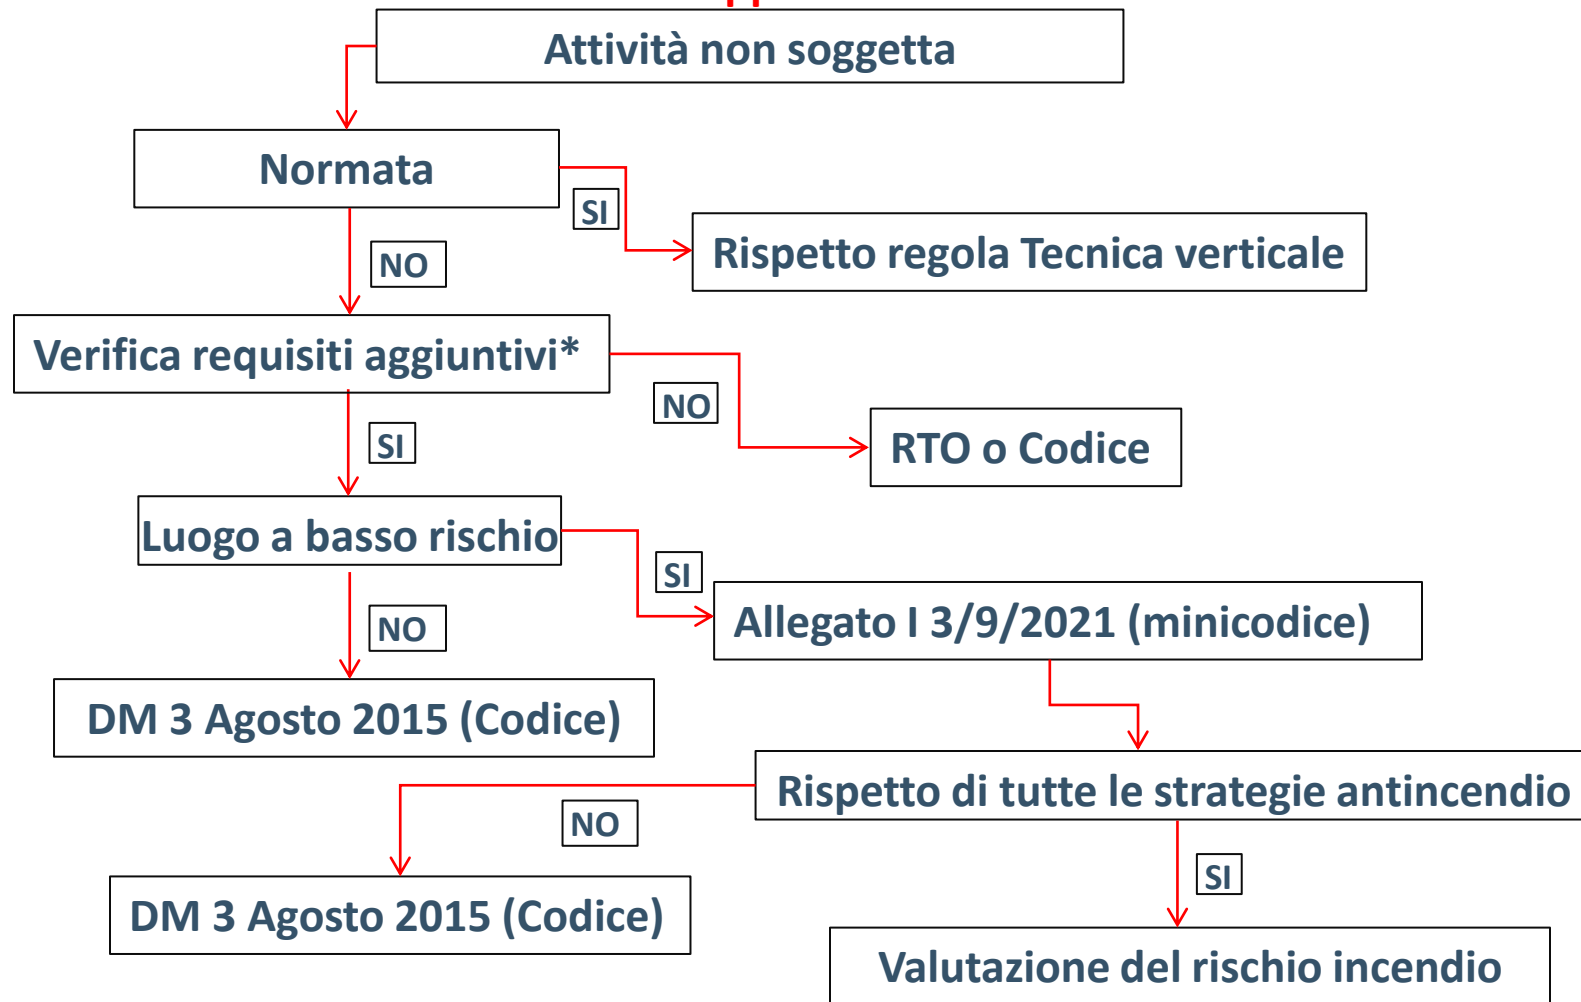 Attività non soggetta
Normata
SI
Rispetto regola Tecnica verticale
NO
Verifica requisiti aggiuntivi*
NO
RTO o Codice
SI
Luogo a basso rischio
SI
Allegato I 3/9/2021 (minicodice)
NO
DM 3 Agosto 2015 (Codice)
Rispetto di tutte le strategie antincendio
NO
DM 3 Agosto 2015 (Codice)
SI
Valutazione del rischio incendio